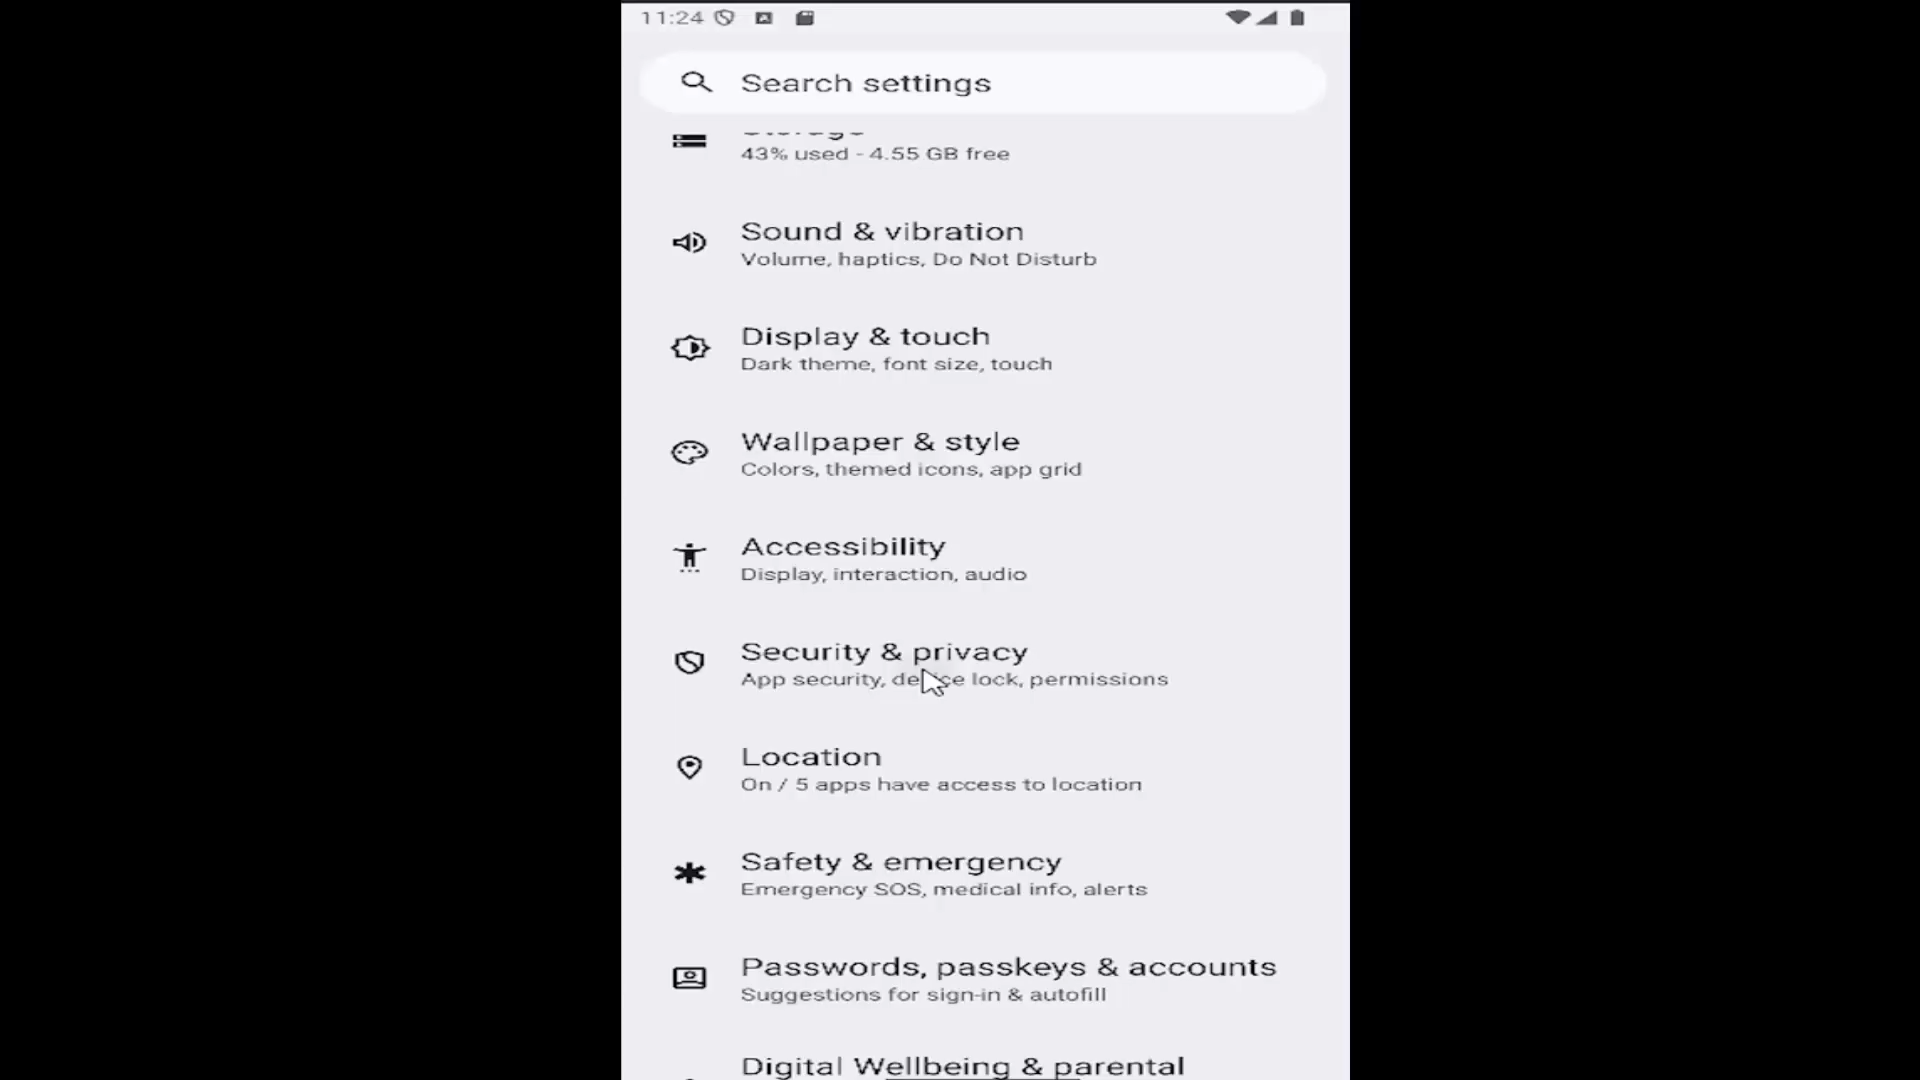 11:24
Search settings
Storage
43% used - 4.55 GB free
Sound & vibration
Volume, haptics, Do Not Disturb
Display & touch
Dark theme, font size, touch
Wallpaper & style
Colors, themed icons, app grid
Accessibility
Display, interaction, audio
Security & privacy
App security, device lock, permissions
Location
On / 5 apps have access to location
Safety & emergency
Emergency SOS, medical info, alerts
Passwords, passkeys & accounts
Suggestions for sign-in & autofill
Digital Wellbeing & parental